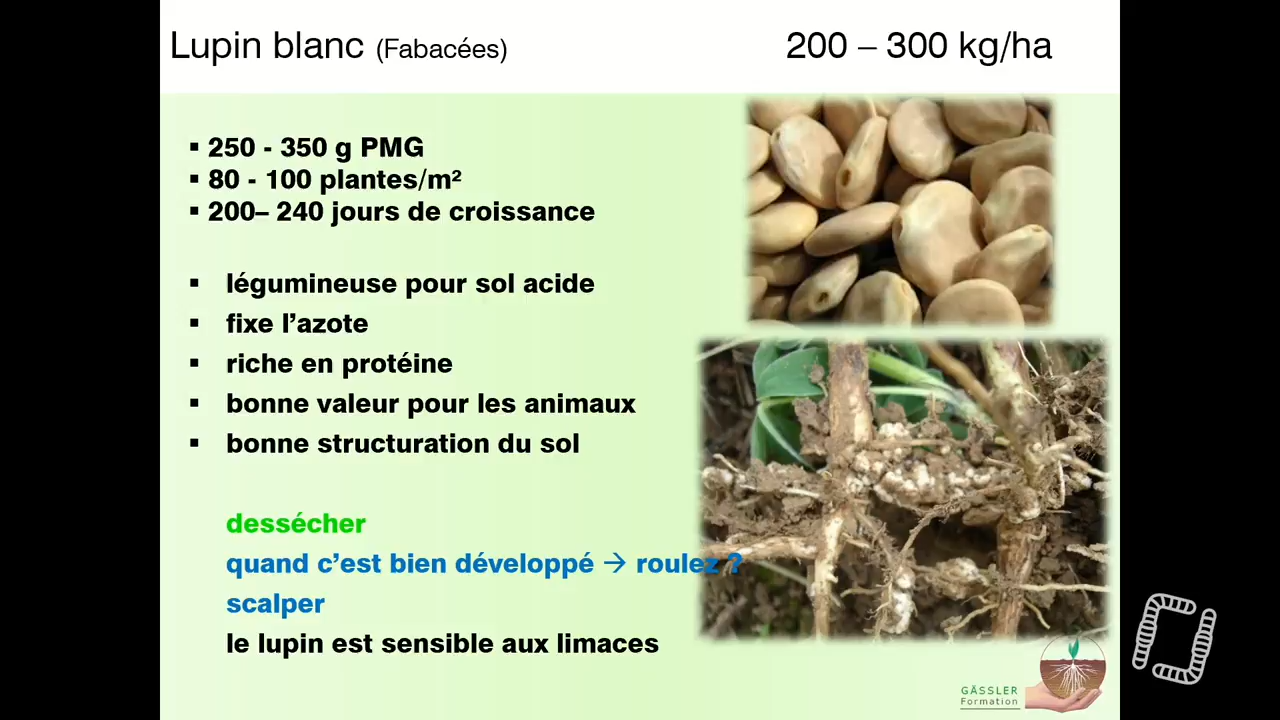 Lupin blanc (Fabacées) 200 – 300 kg/ha
▪ 250 - 350 g PMG
▪ 80 - 100 plantes/m²
▪ 200– 240 jours de croissance
▪ légumineuse pour sol acide
▪ fixe l’azote
▪ riche en protéine
▪ bonne valeur pour les animaux
▪ bonne structuration du sol
dessécher
quand c’est bien développé → roulez ?
scalper
le lupin est sensible aux limaces
GÄSSLER
Formation